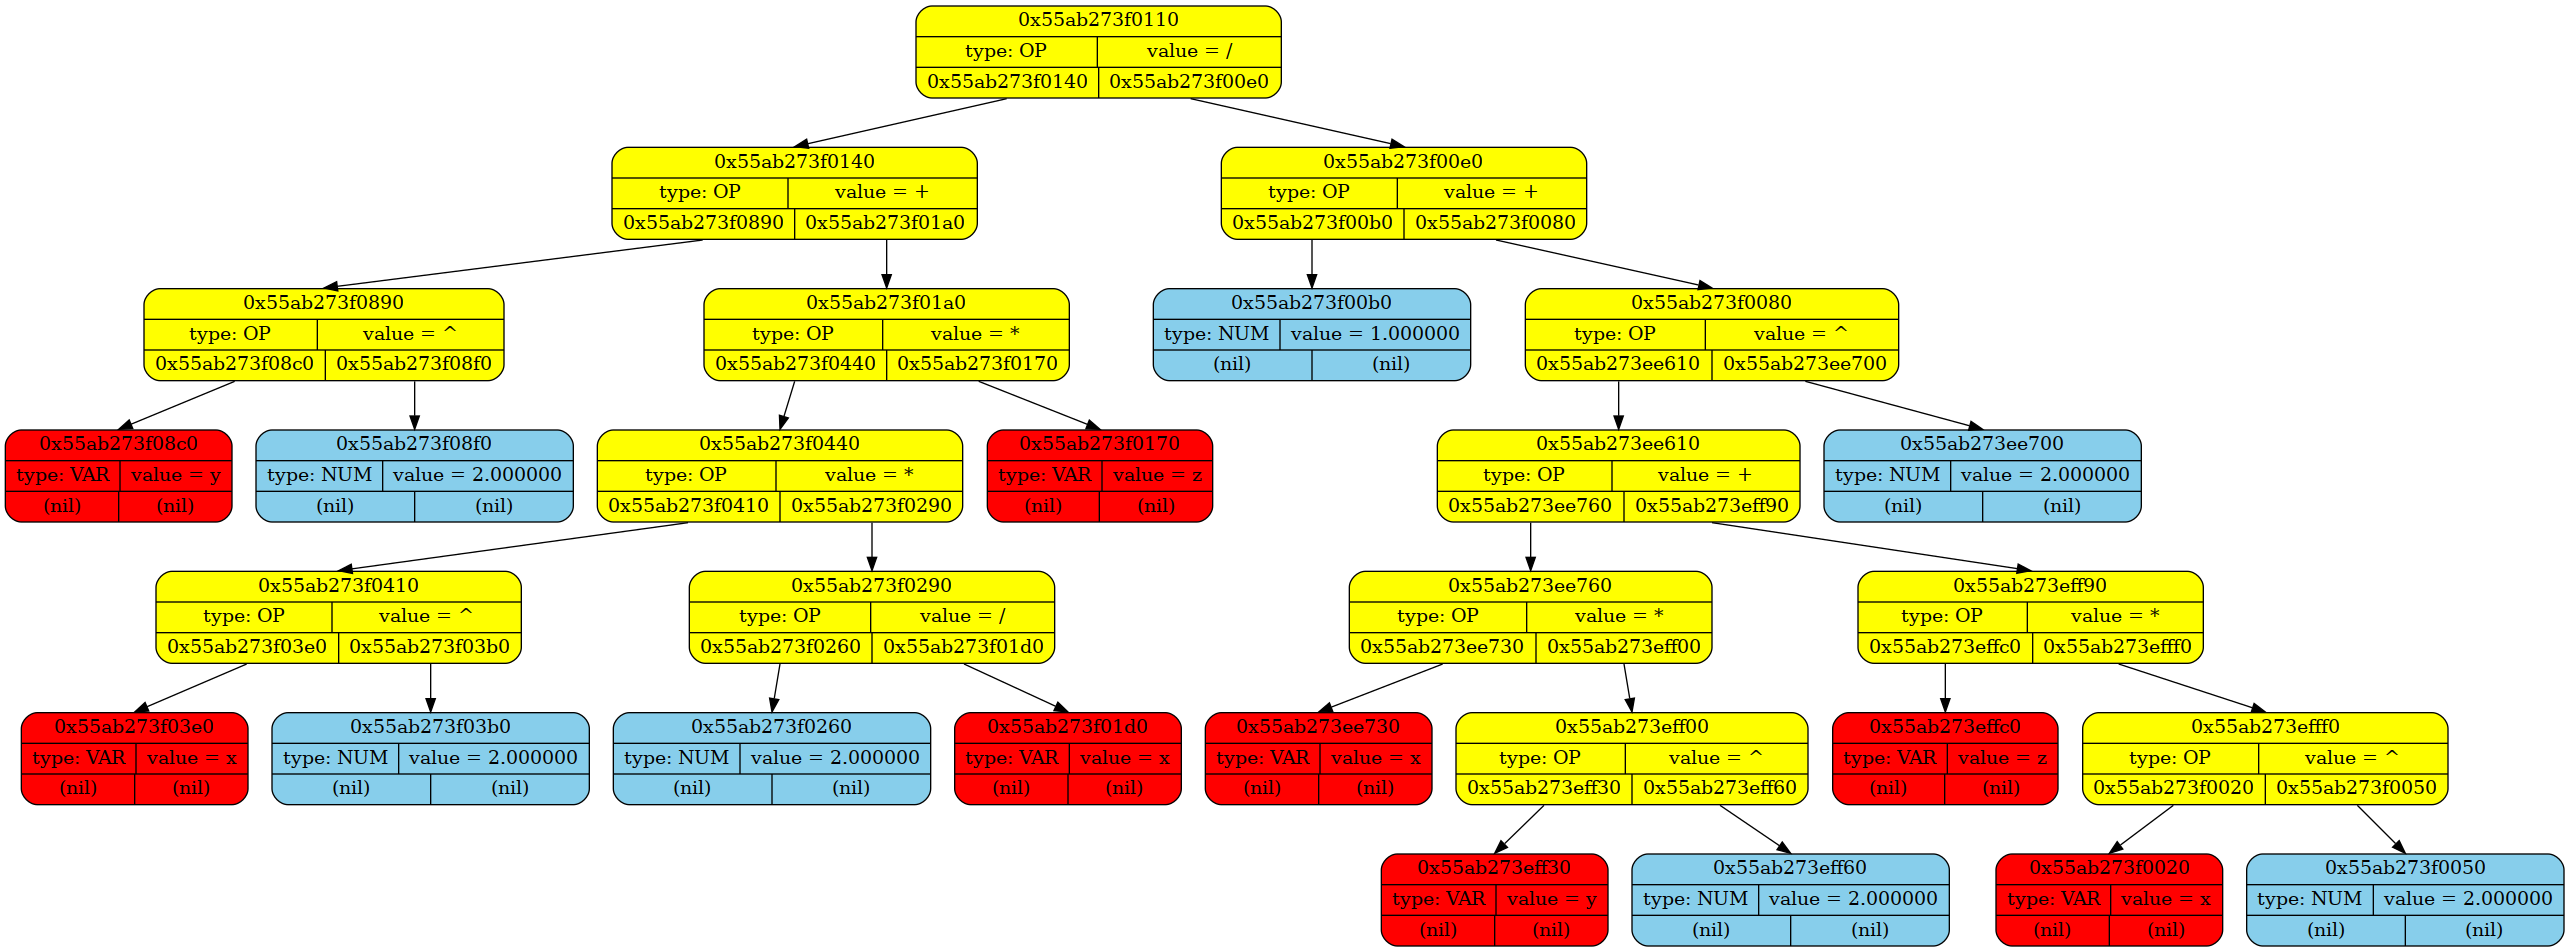 0x55ab273f0110
type: OP value = /
0x55ab273f0140 0x55ab273f00e0
0x55ab273f0140
type: OP value = +
0x55ab273f0890 0x55ab273f01a0
0x55ab273f00e0
type: OP value = +
0x55ab273f00b0 0x55ab273f0080
0x55ab273f0890
type: OP value = ^
0x55ab273f08c0 0x55ab273f08f0
0x55ab273f01a0
type: OP value = *
0x55ab273f0440 0x55ab273f0170
0x55ab273f00b0
type: NUM value = 1.000000
(nil) (nil)
0x55ab273f0080
type: OP value = ^
0x55ab273ee610 0x55ab273ee700
0x55ab273f08c0
type: VAR value = y
(nil) (nil)
0x55ab273f08f0
type: NUM value = 2.000000
(nil) (nil)
0x55ab273f0440
type: OP value = *
0x55ab273f0410 0x55ab273f0290
0x55ab273f0170
type: VAR value = z
(nil) (nil)
0x55ab273ee610
type: OP value = +
0x55ab273ee760 0x55ab273eff90
0x55ab273ee700
type: NUM value = 2.000000
(nil) (nil)
0x55ab273f0410
type: OP value = ^
0x55ab273f03e0 0x55ab273f03b0
0x55ab273f0290
type: OP value = /
0x55ab273f0260 0x55ab273f01d0
0x55ab273ee760
type: OP value = *
0x55ab273ee730 0x55ab273eff00
0x55ab273eff90
type: OP value = *
0x55ab273effc0 0x55ab273efff0
0x55ab273f03e0
type: VAR value = x
(nil) (nil)
0x55ab273f03b0
type: NUM value = 2.000000
(nil) (nil)
0x55ab273f0260
type: NUM value = 2.000000
(nil) (nil)
0x55ab273f01d0
type: VAR value = x
(nil) (nil)
0x55ab273ee730
type: VAR value = x
(nil) (nil)
0x55ab273eff00
type: OP value = ^
0x55ab273eff30 0x55ab273eff60
0x55ab273effc0
type: VAR value = z
(nil) (nil)
0x55ab273efff0
type: OP value = ^
0x55ab273f0020 0x55ab273f0050
0x55ab273eff30
type: VAR value = y
(nil) (nil)
0x55ab273eff60
type: NUM value = 2.000000
(nil) (nil)
0x55ab273f0020
type: VAR value = x
(nil) (nil)
0x55ab273f0050
type: NUM value = 2.000000
(nil) (nil)